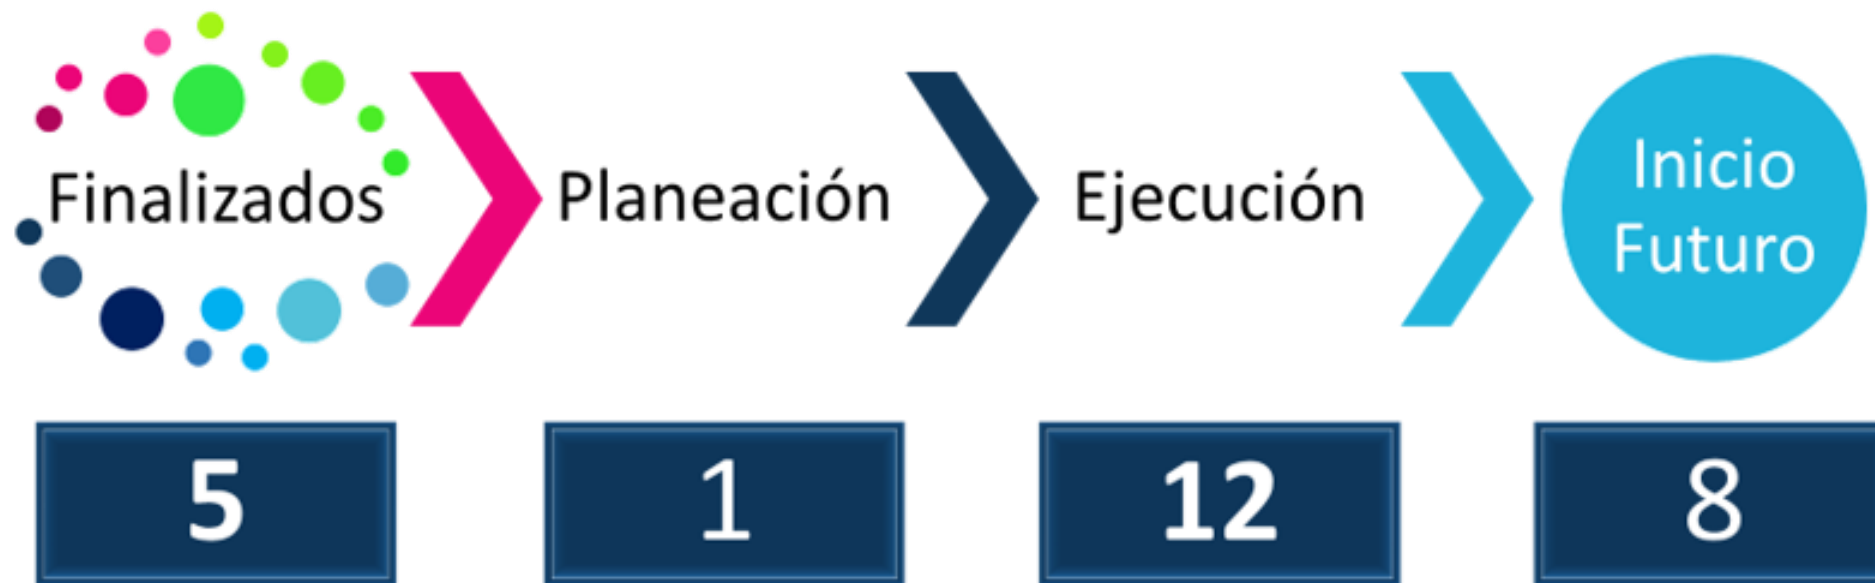 Finalizados
Planeación
Ejecución
Inicio
Futuro
5
1
12
8